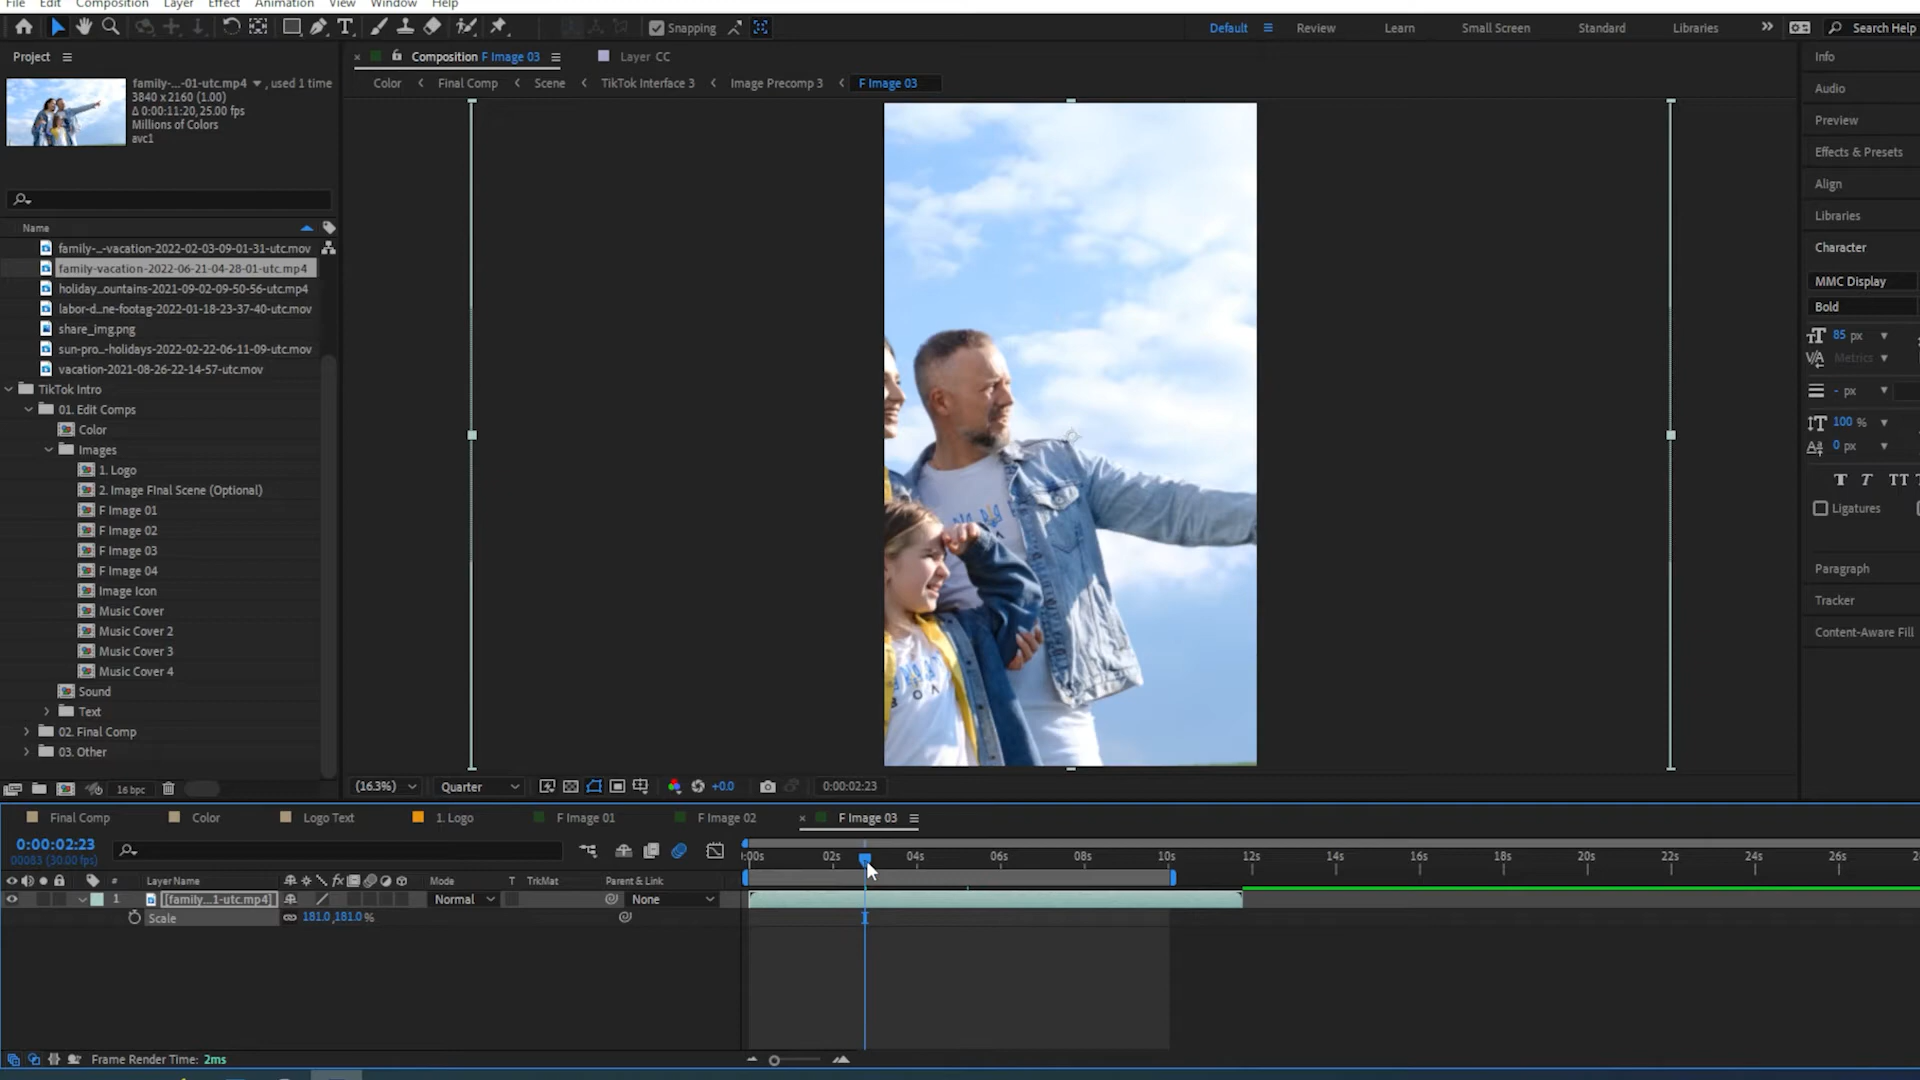 File Edit Composition Layer Effect Animation View Window Help
Snapping
Default
Review
Learn
Small Screen
Standard
Libraries
Search Help
Project
Composition F Image 03
Layer CC
Info
family-...-01-utc.mp4 , used 1 time
3840 x 2160 (1.00)
Δ 0:00:11:20, 25.00 fps
Millions of Colors
avc1
Color
Final Comp
Scene
TikTok Interface 3
Image Precomp 3
F Image 03
Audio
Preview
Effects & Presets
Align
Libraries
Character
MMC Display
Bold
85 px
Metrics
- px
100 %
0 px
T T TT
Ligatures
Paragraph
Tracker
Content-Aware Fill
Name
family-...-vacation-2022-02-03-09-01-31-utc.mov
family-vacation-2022-06-21-04-28-01-utc.mp4
holiday...ountains-2021-09-02-09-50-56-utc.mp4
labor-d...ne-footag-2022-01-18-23-37-40-utc.mov
share_img.png
sun-pro...-holidays-2022-02-22-06-11-09-utc.mov
vacation-2021-08-26-22-14-57-utc.mov
TikTok Intro
01. Edit Comps
Color
Images
1. Logo
2. Image FInal Scene (Optional)
F Image 01
F Image 02
F Image 03
F Image 04
Image Icon
Music Cover
Music Cover 2
Music Cover 3
Music Cover 4
Sound
Text
02. Final Comp
03. Other
16 bpc
(16.3%)
Quarter
+0.0
0:00:02:23
Final Comp
Color
Logo Text
1. Logo
F Image 01
F Image 02
F Image 03
0:00:02:23
00083 (30.00 fps)
:00s 02s 04s 06s 08s 10s 12s 14s 16s 18s 20s 22s 24s 26s
# Layer Name fx Mode T TrkMat Parent & Link
1 [family...1-utc.mp4] Normal None
Scale 181.0,181.0 %
Frame Render Time: 2ms